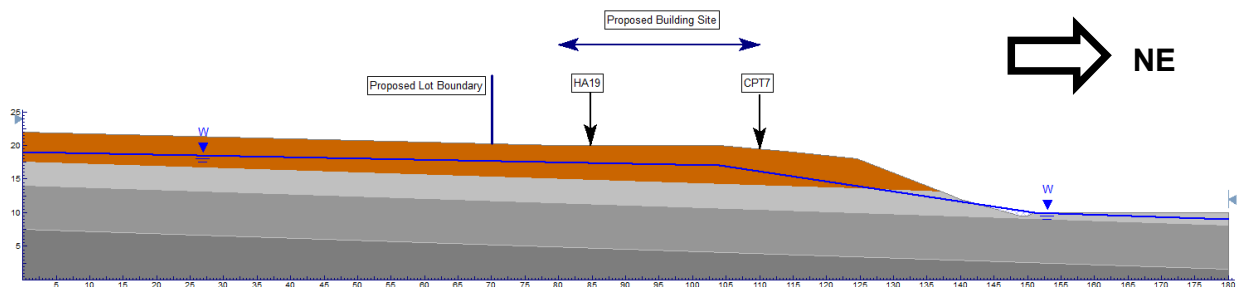 Proposed Building Site
NE
Proposed Lot Boundary
HA19
CPT7
25
20
15
10
5
W
W
5 10 15 20 25 30 35 40 45 50 55 60 65 70 75 80 85 90 95 100 105 110 115 120 125 130 135 140 145 150 155 160 165 170 175 180